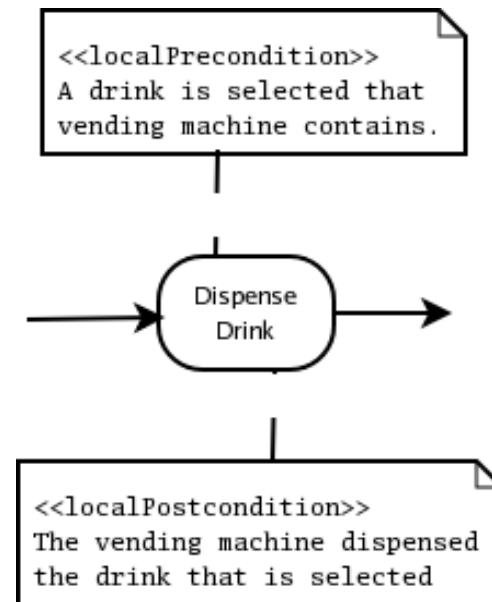 <<localPrecondition>>
A drink is selected that
vending machine contains.
Dispense
Drink
<<localPostcondition>>
The vending machine dispensed
the drink that is selected